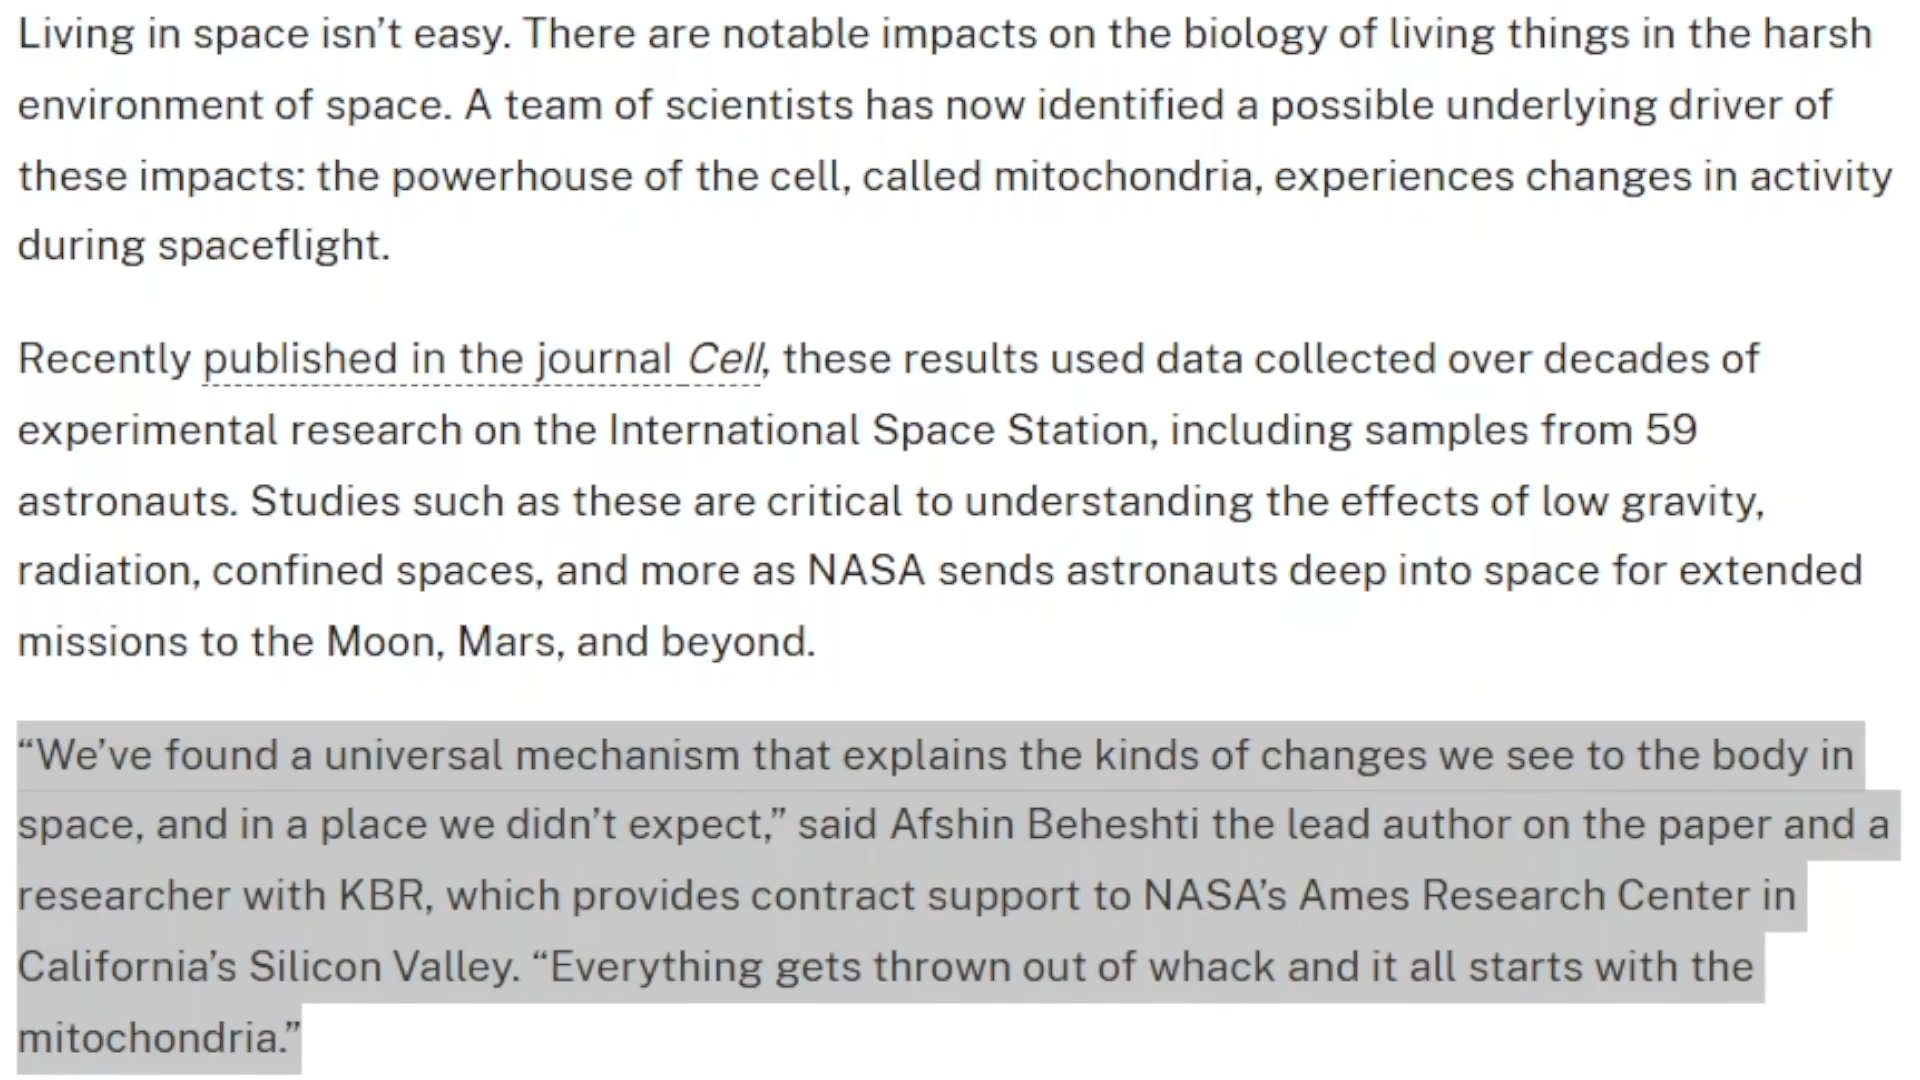 Living in space isn’t easy. There are notable impacts on the biology of living things in the harsh
environment of space. A team of scientists has now identified a possible underlying driver of
these impacts: the powerhouse of the cell, called mitochondria, experiences changes in activity
during spaceflight.
Recently published in the journal Cell, these results used data collected over decades of
experimental research on the International Space Station, including samples from 59
astronauts. Studies such as these are critical to understanding the effects of low gravity,
radiation, confined spaces, and more as NASA sends astronauts deep into space for extended
missions to the Moon, Mars, and beyond.
“We’ve found a universal mechanism that explains the kinds of changes we see to the body in
space, and in a place we didn’t expect,” said Afshin Beheshti the lead author on the paper and a
researcher with KBR, which provides contract support to NASA’s Ames Research Center in
California’s Silicon Valley. “Everything gets thrown out of whack and it all starts with the
mitochondria.”